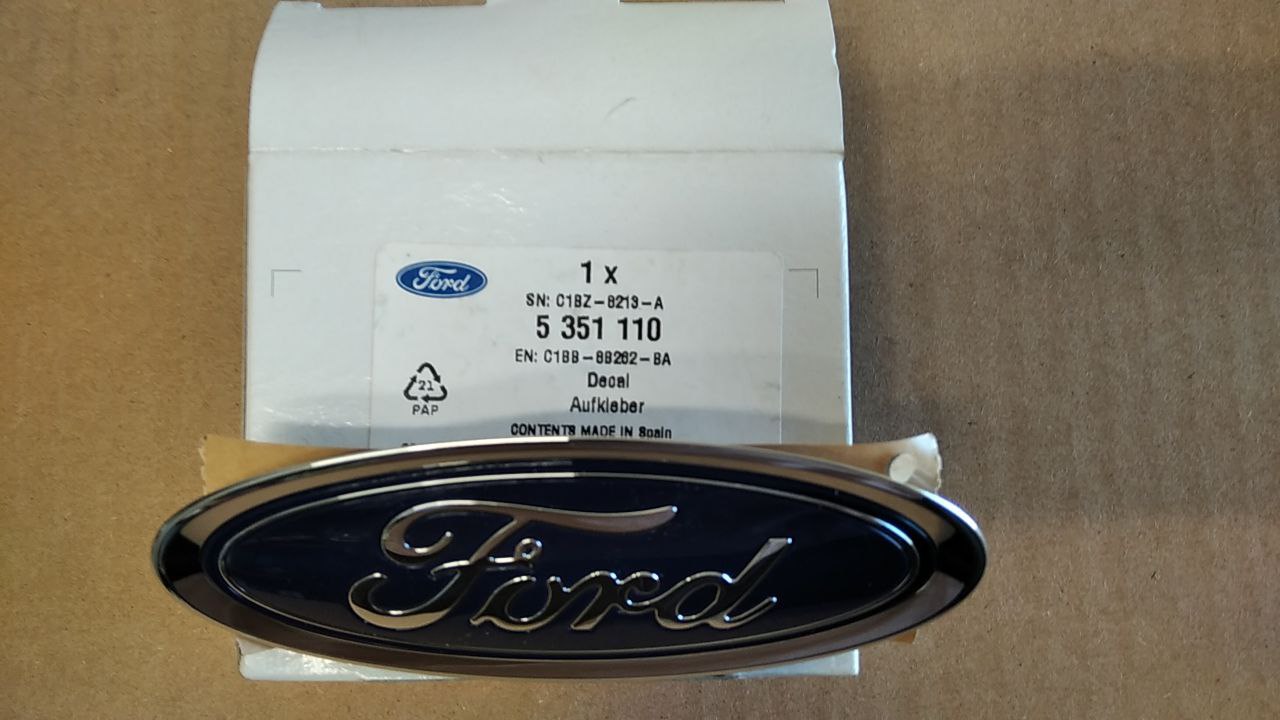 Ford
1 x
SN: C1BZ-8213-A
5 351 110
EN: C1BB-8B262-BA
Decal
Aufkleber
21
PAP
CONTENTS MADE IN Spain
Ford